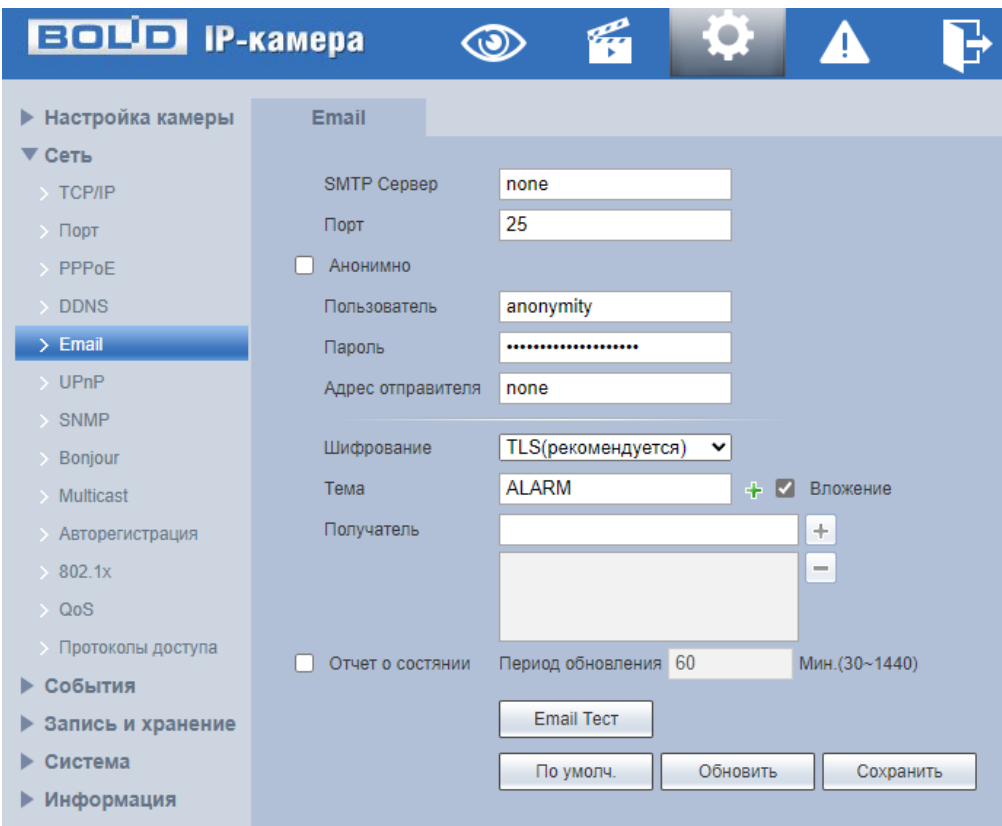 BOLID IP-камера
Настройка камеры
Email
Сеть
SMTP Сервер none
TCP/IP
Порт 25
Порт
Анонимно
PPPoE
Пользователь anonymity
DDNS
Email
Пароль ••••••••••••••••••••
UPnP
Адрес отправителя none
SNMP
Шифрование TLS(рекомендуется)
Bonjour
Тема ALARM Вложение
Multicast
Получатель
Авторегистрация
802.1x
QoS
Протоколы доступа
Отчет о состянии Период обновления 60 Мин.(30~1440)
События
Email Тест
Запись и хранение
Система
По умолч. Обновить Сохранить
Информация